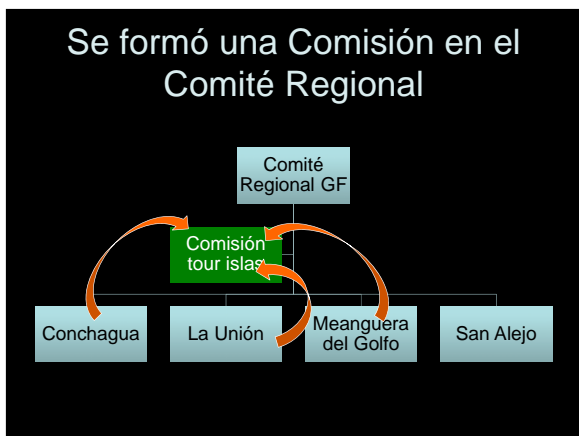 Se formó una Comisión en el
Comité Regional
Comité
Regional GF
Comisión
tour islas
Conchagua
La Unión
Meanguera
del Golfo
San Alejo